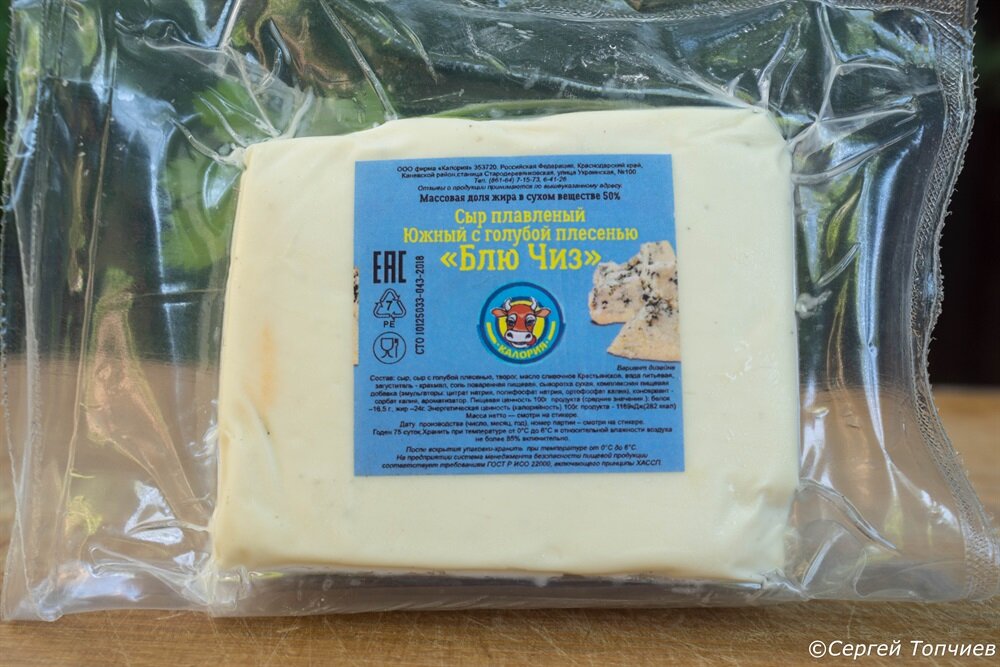 ООО фирма «Калория» 353720, Российская Федерация, Краснодарский край,
Каневской район, станица Стародеревянковская, улица Украинская, №100
Тел. (861-64) 7-15-73, 6-41-26
Отзывы о продукции принимаются по вышеуказанному адресу.
Массовая доля жира в сухом веществе 50%
Сыр плавленый
Южный с голубой плесенью
«Блю Чиз»
ЕАС
7
PE
СТО 10125033-043-2018
КАЛОРИЯ
Вариант дизайна
Состав: сыр, сыр с голубой плесенью, творог, масло сливочное Крестьянское, вода питьевая,
загуститель - крахмал, соль поваренная пищевая, сыворотка сухая, комплексная пищевая
добавка (эмульгаторы: цитрат натрия, полифосфат натрия, ортофосфат калия), консервант
сорбат калия, ароматизатор. Пищевая ценность 100г продукта (средние значения): белок
-16,5 г, жир -24г. Энергетическая ценность (калорийность) 100г. продукта - 1169кДж(282 ккал)
Масса нетто — смотри на стикере.
Дату производства (число, месяц, год), номер партии – смотри на стикере.
Годен 75 суток.Хранить при температуре от 0°С до 6°С и относительной влажности воздуха
не более 85% включительно.
После вскрытия упаковки-хранить при температуре от 0°С до 6°С.
На предприятии система менеджмента безопасности пищевой продукции
соответствует требованиям ГОСТ Р ИСО 22000, включающего принципы ХАССП.
©Сергей Топчиев